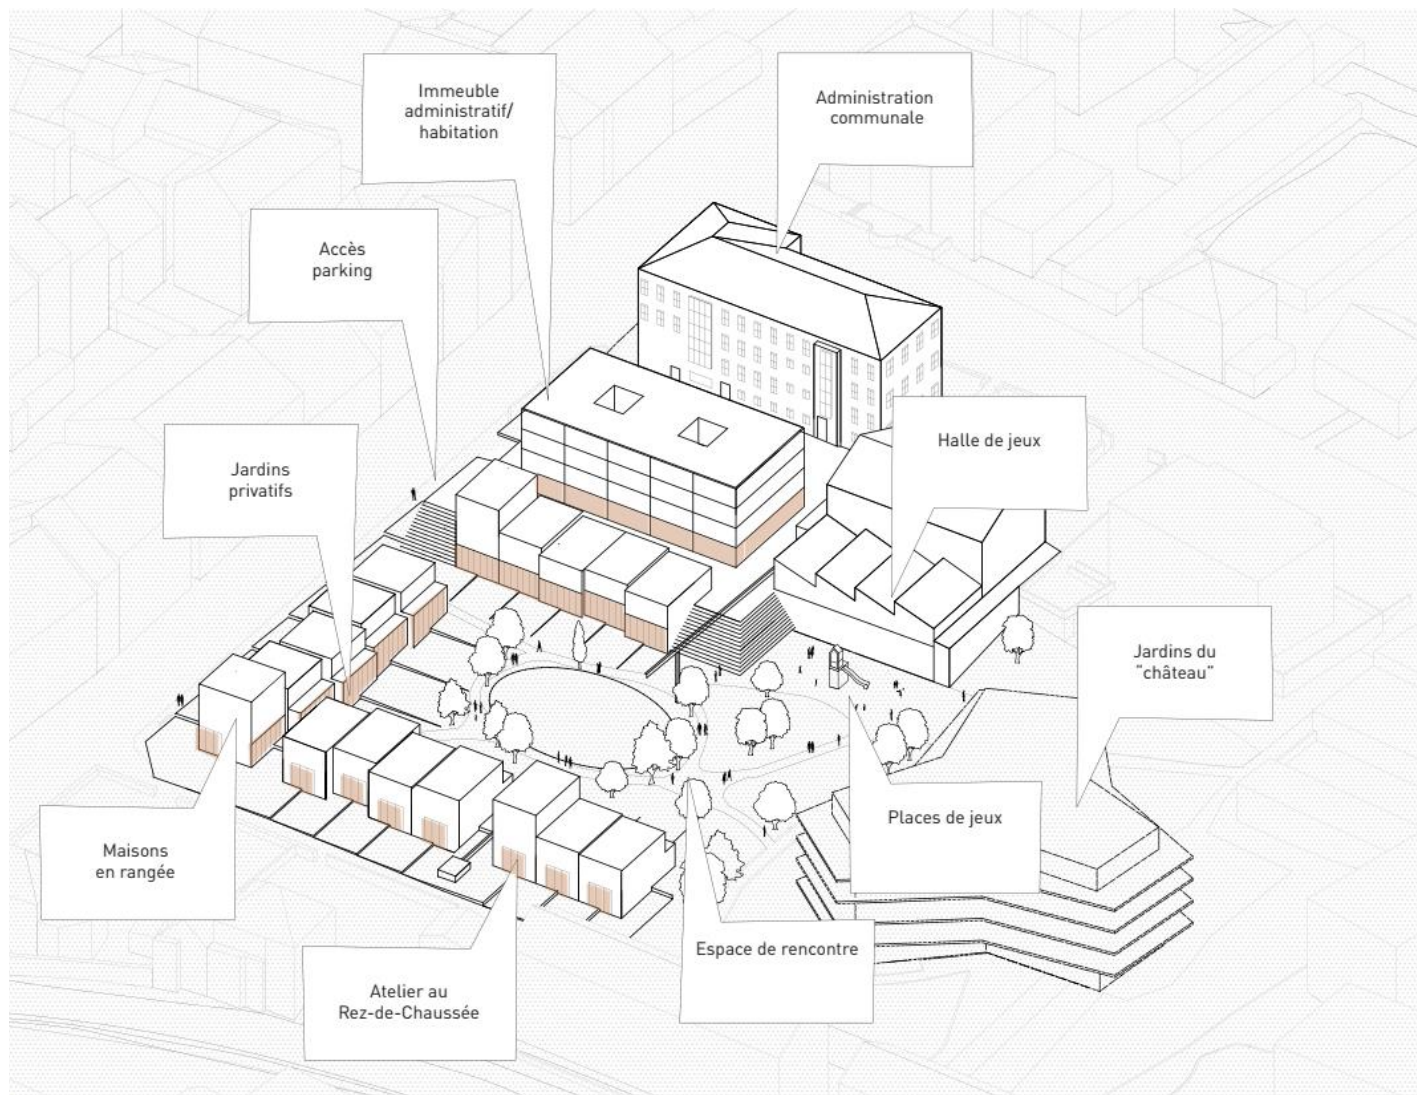 Immeuble
administratif/
habitation
Administration
communale
Accès
parking
Halle de jeux
Jardins
privatifs
Jardins du
"château"
Places de jeux
Maisons
en rangée
Espace de rencontre
Atelier au
Rez-de-Chaussée